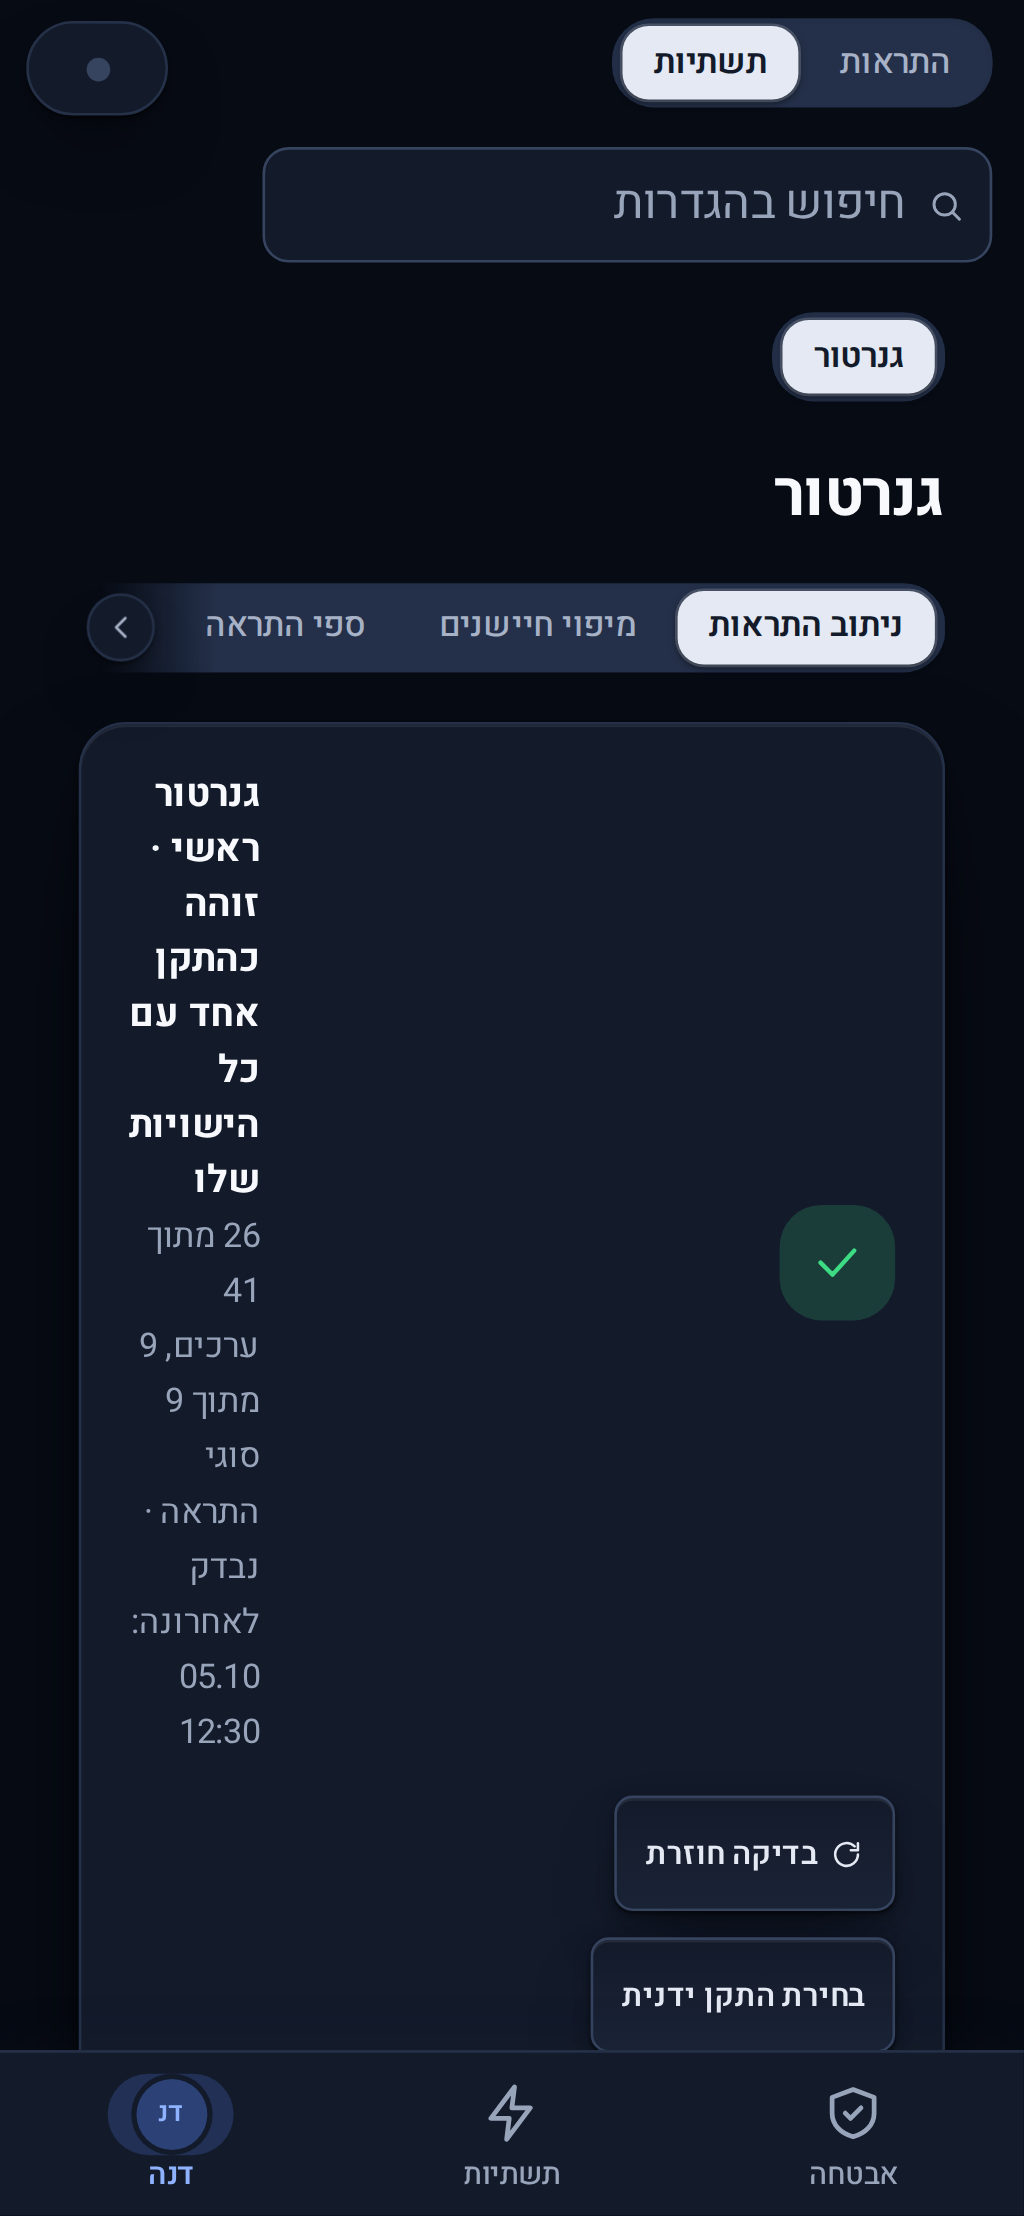 התראות
תשתיות
חיפוש בהגדרות
גנרטור
גנרטור
ניתוב התראות
מיפוי חיישנים
ספי התראה
גנרטור
ראשי ·
זוהה
כהתקן
אחד עם
כל
הישויות
שלו
26 מתוך
41
ערכים, 9
מתוך 9
סוגי
התראה ·
נבדק
לאחרונה:
05.10
12:30
בדיקה חוזרת
בחירת התקן ידנית
אבטחה
תשתיות
דנ
דנה